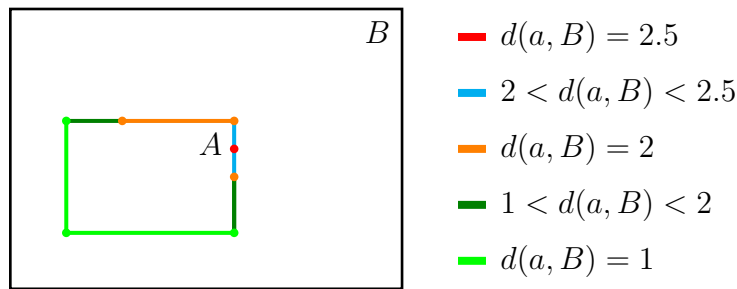 B
A
d(a, B) = 2.5
2 < d(a, B) < 2.5
d(a, B) = 2
1 < d(a, B) < 2
d(a, B) = 1